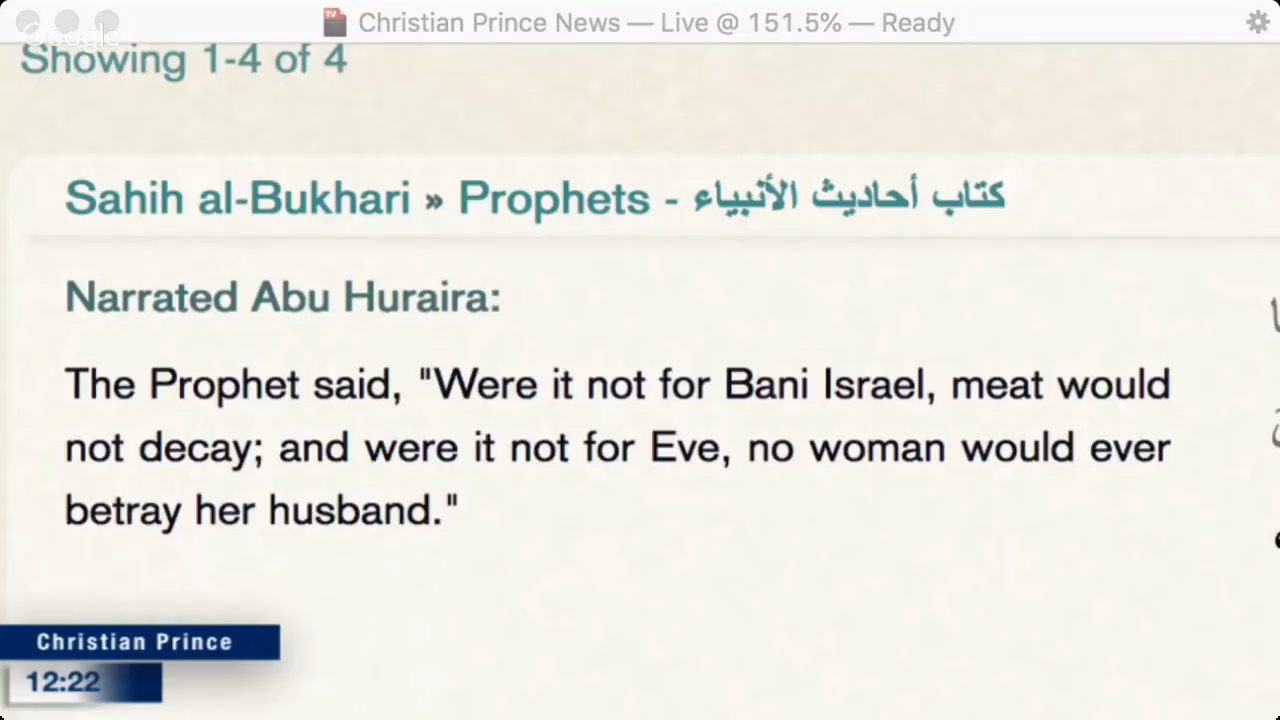 Christian Prince News — Live @ 151.5% — Ready
Google
Showing 1-4 of 4
Sahih al-Bukhari » Prophets - كتاب أحاديث الأنبياء
Narrated Abu Huraira:
The Prophet said, "Were it not for Bani Israel, meat would
not decay; and were it not for Eve, no woman would ever
betray her husband."
Christian Prince
12:22